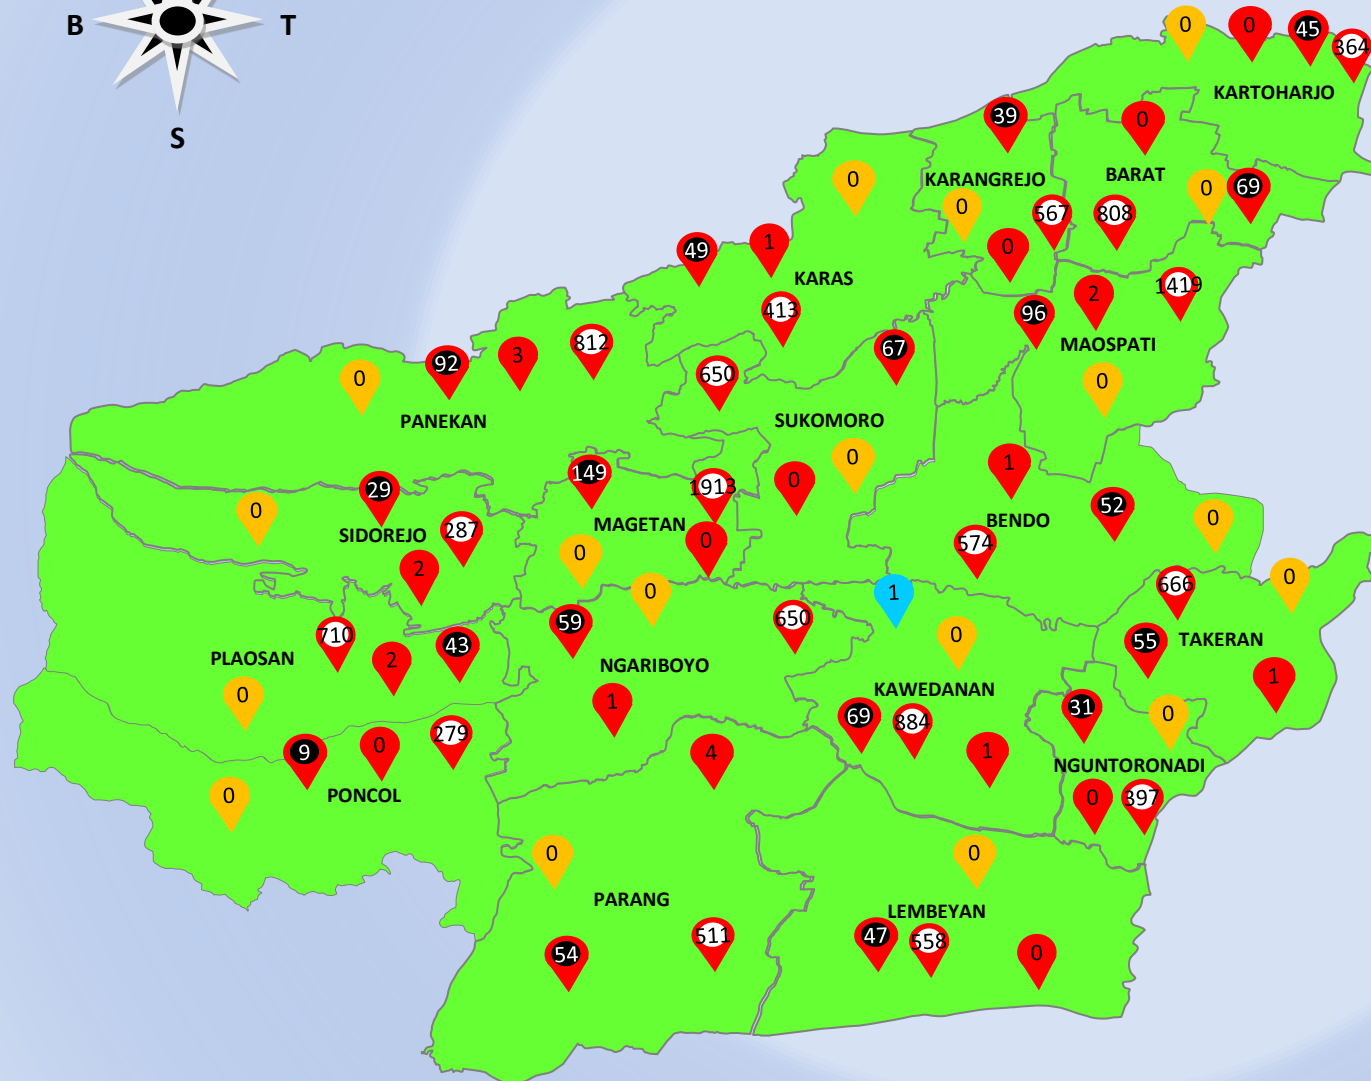 B T
S
0 0 45 364
KARTOHARJO
39 0
KARANGREJO BARAT
0 0 0 69
567 808
49 1 0
KARAS
413
2 1419
96
MAOSPATI
0
92 3 812
0
PANEKAN
650 67
SUKOMORO
0
0
149 1913
MAGETAN
0 0
29
0
SIDOREJO 287
2
1
BENDO 52 0
574
666 0
55 TAKERAN
1
710 2 43
PLAOSAN
0
0
59 650
NGARIBOYO
1
1
0
KAWEDANAN
69 884 1
31 0
NGUNTORONADI
0 397
9 0 279
0 PONCOL
4
0
PARANG
54 511
0
LEMBEYAN
47 558 0